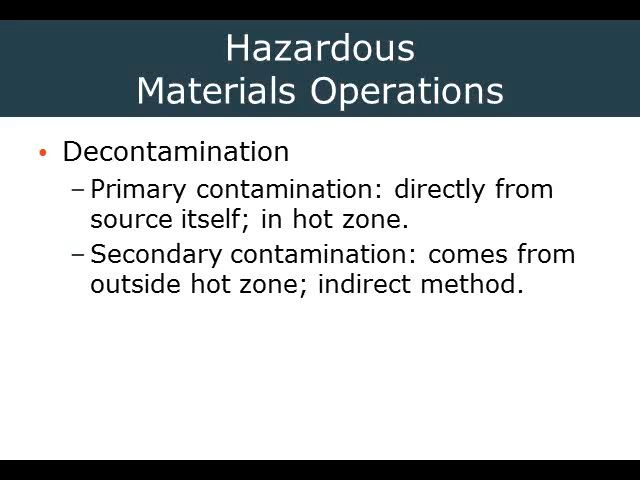 Hazardous
Materials Operations
• Decontamination
– Primary contamination: directly from
source itself; in hot zone.
– Secondary contamination: comes from
outside hot zone; indirect method.